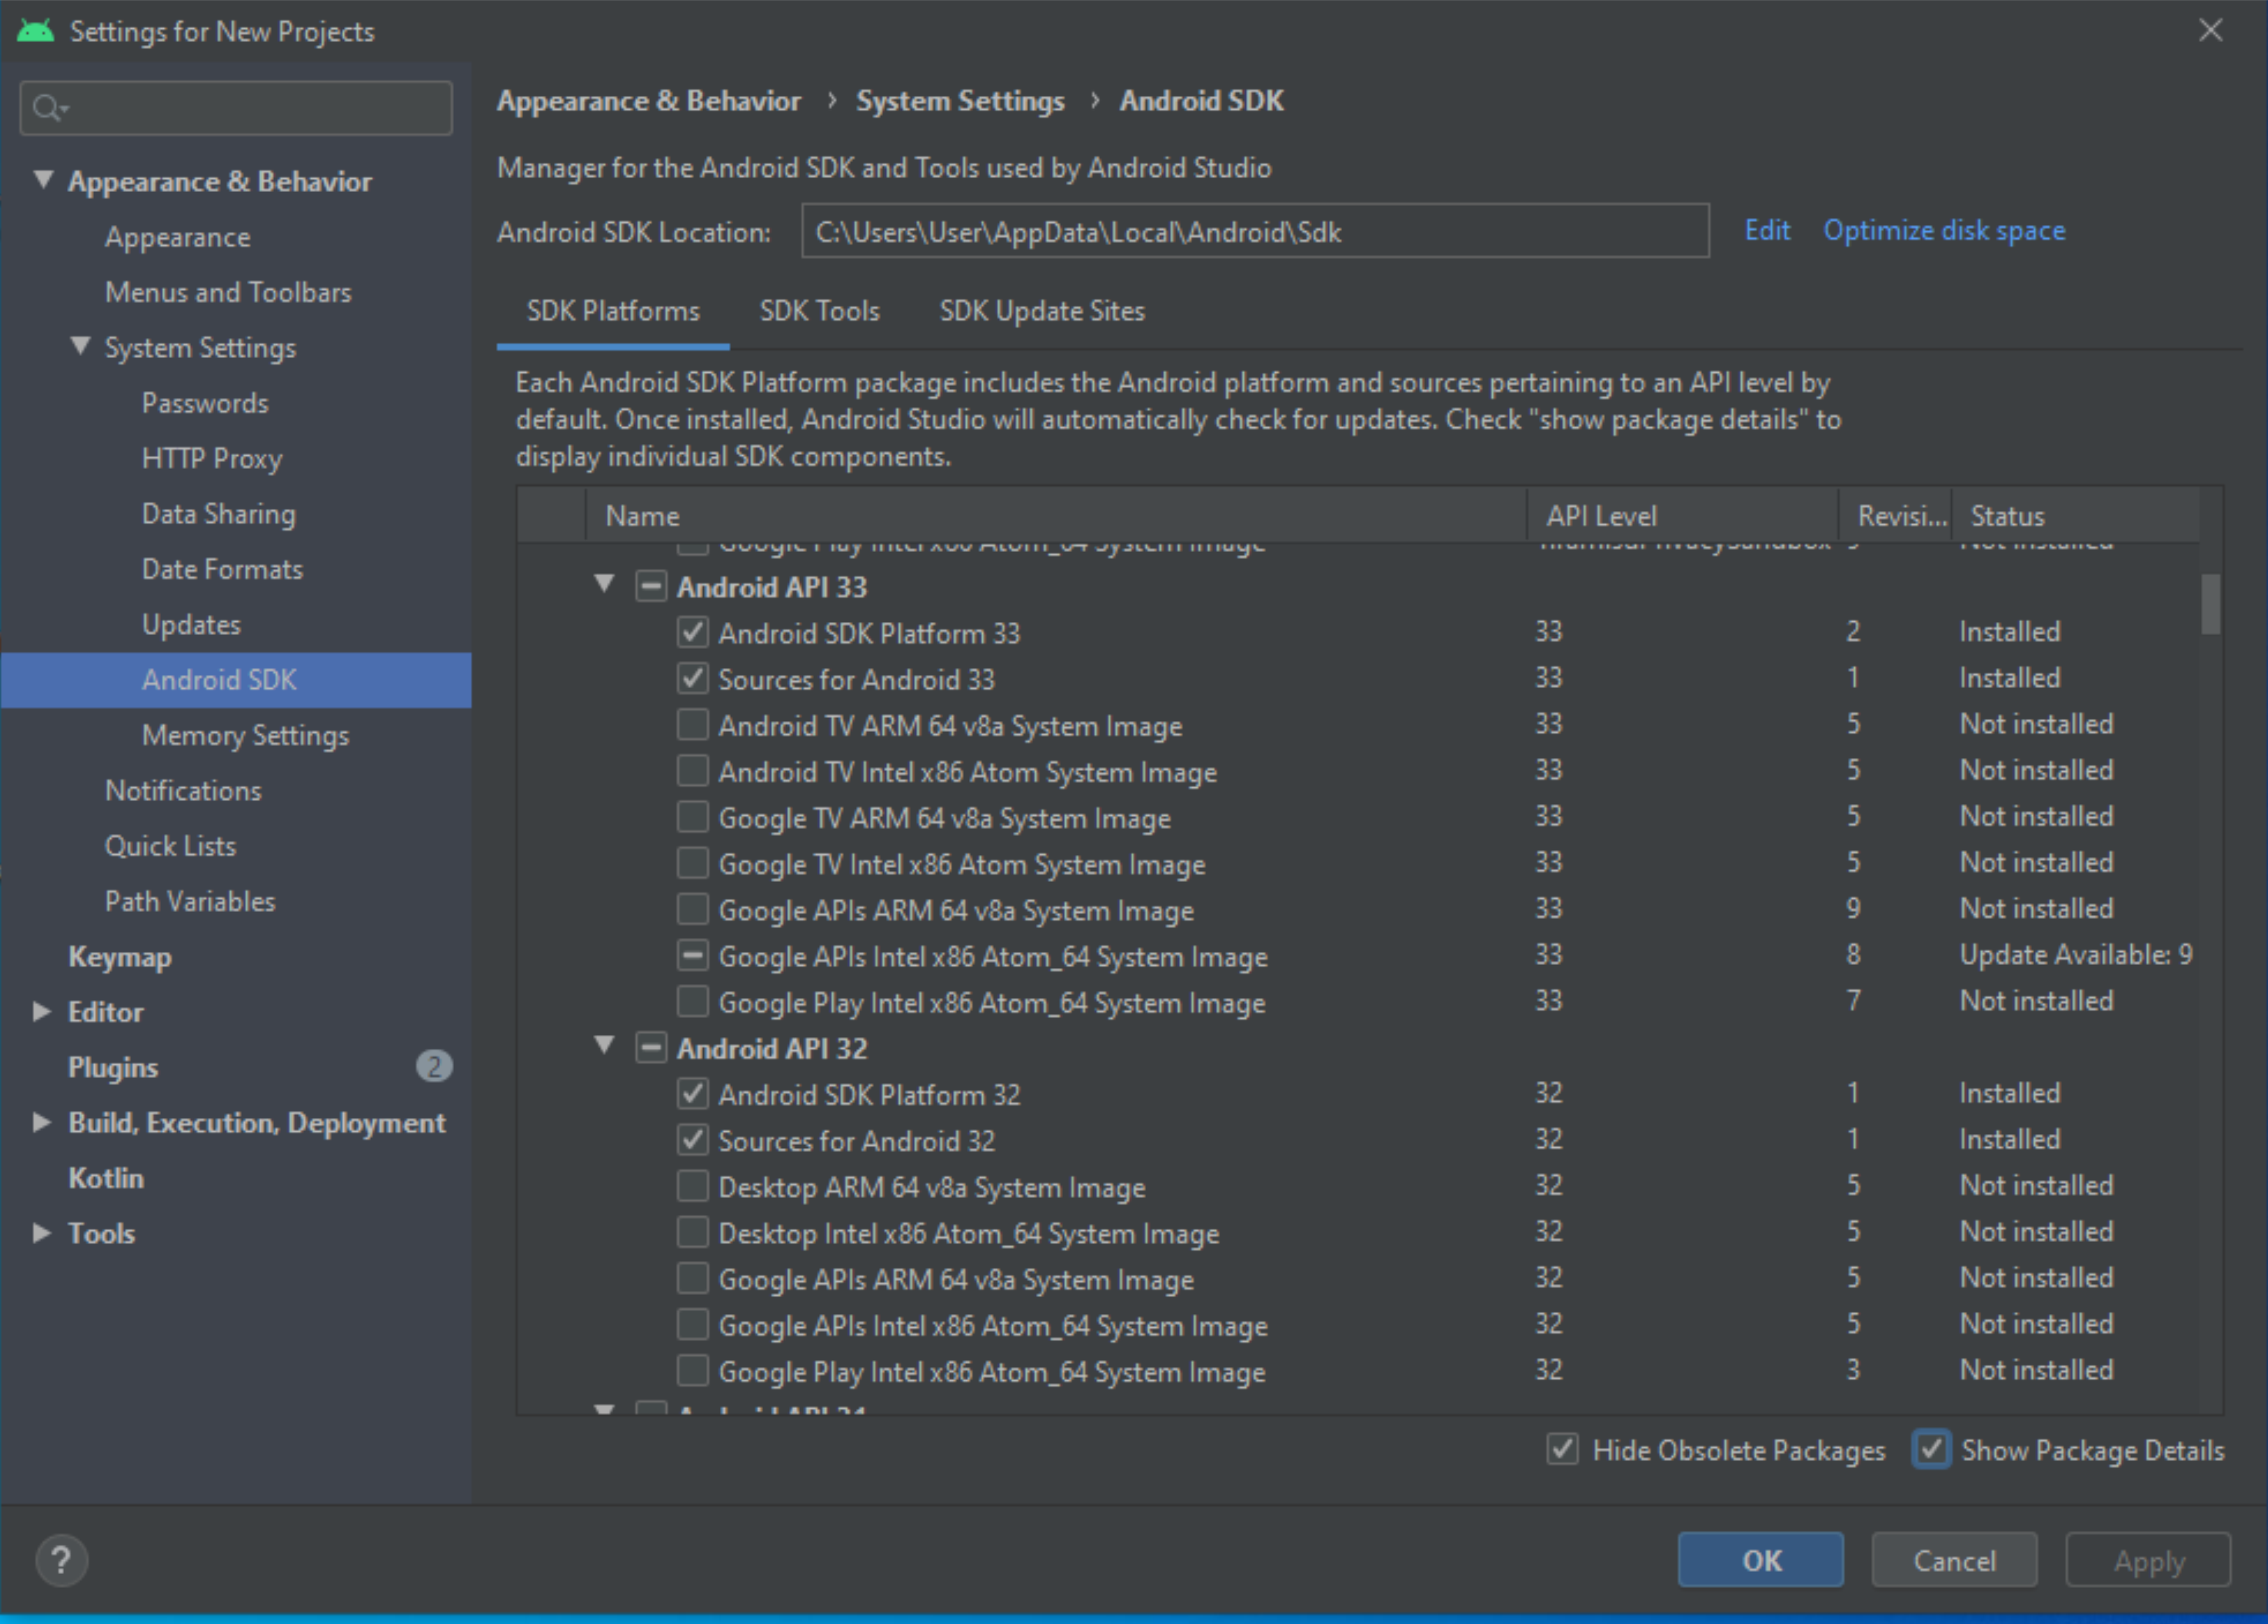 Settings for New Projects
Appearance & Behavior
Appearance
Menus and Toolbars
System Settings
Passwords
HTTP Proxy
Data Sharing
Date Formats
Updates
Android SDK
Memory Settings
Notifications
Quick Lists
Path Variables
Keymap
Editor
Plugins 2
Build, Execution, Deployment
Kotlin
Tools
Appearance & Behavior › System Settings › Android SDK
Manager for the Android SDK and Tools used by Android Studio
Android SDK Location: C:\Users\User\AppData\Local\Android\Sdk Edit Optimize disk space
SDK Platforms SDK Tools SDK Update Sites
Each Android SDK Platform package includes the Android platform and sources pertaining to an API level by
default. Once installed, Android Studio will automatically check for updates. Check "show package details" to
display individual SDK components.
Name API Level Revisi... Status
Google Play Intel x86 Atom_64 System Image Not installed
Android API 33
Android SDK Platform 33 33 2 Installed
Sources for Android 33 33 1 Installed
Android TV ARM 64 v8a System Image 33 5 Not installed
Android TV Intel x86 Atom System Image 33 5 Not installed
Google TV ARM 64 v8a System Image 33 5 Not installed
Google TV Intel x86 Atom System Image 33 5 Not installed
Google APIs ARM 64 v8a System Image 33 9 Not installed
Google APIs Intel x86 Atom_64 System Image 33 8 Update Available: 9
Google Play Intel x86 Atom_64 System Image 33 7 Not installed
Android API 32
Android SDK Platform 32 32 1 Installed
Sources for Android 32 32 1 Installed
Desktop ARM 64 v8a System Image 32 5 Not installed
Desktop Intel x86 Atom_64 System Image 32 5 Not installed
Google APIs ARM 64 v8a System Image 32 5 Not installed
Google APIs Intel x86 Atom_64 System Image 32 5 Not installed
Google Play Intel x86 Atom_64 System Image 32 3 Not installed
Android API 31
Hide Obsolete Packages Show Package Details
? OK Cancel Apply